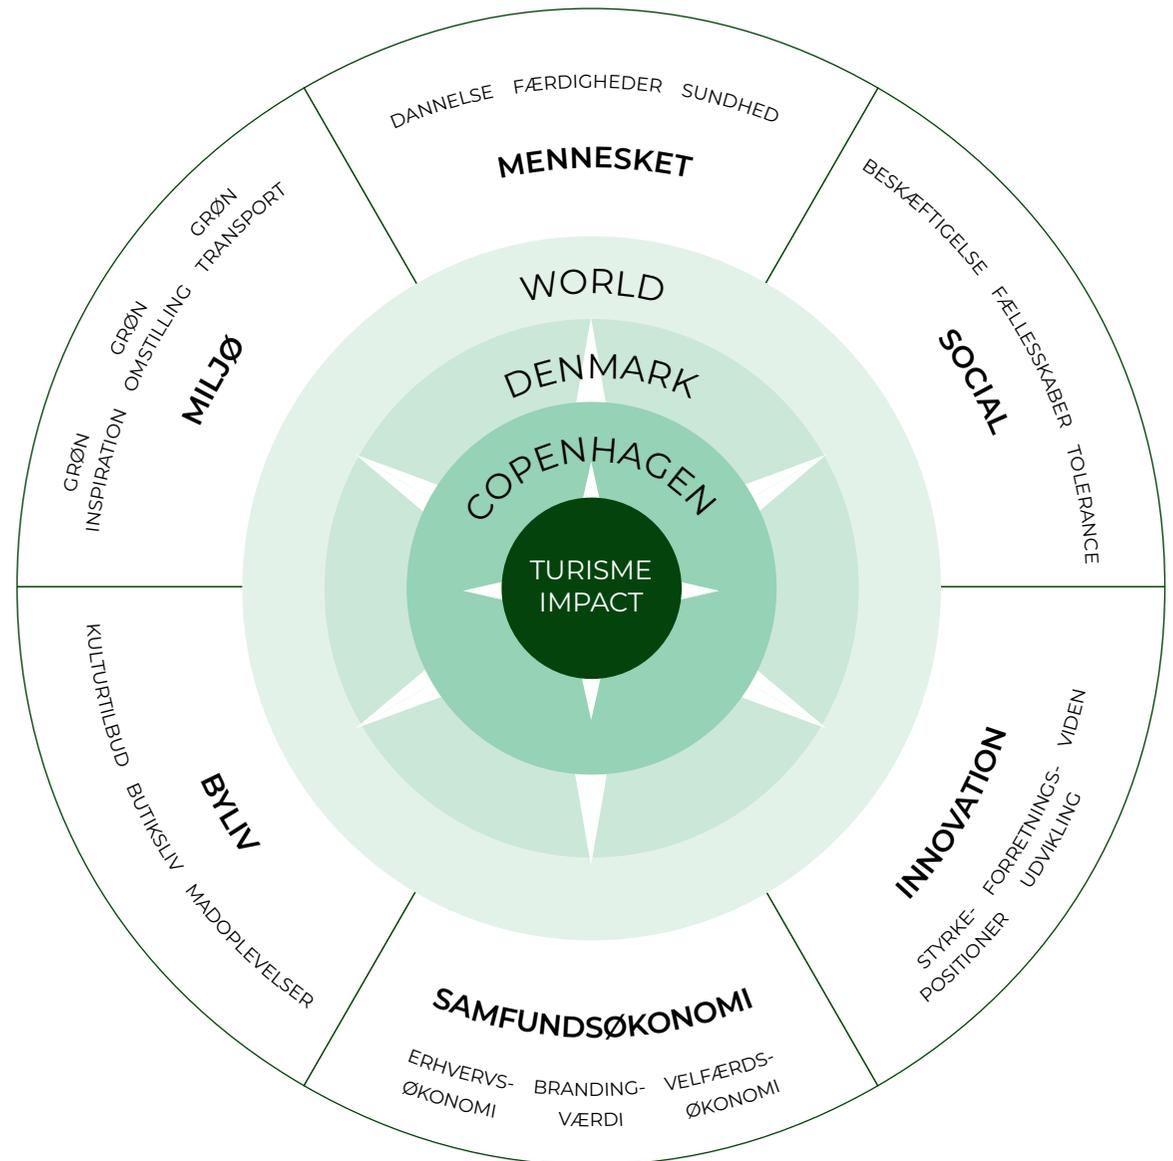 DANNELSE FÆRDIGHEDER SUNDHED
MENNESKET
BESKÆFTIGELSE FÆLLESSKABER TOLERANCE
SOCIAL
INNOVATION
VIDEN
FORRETNINGS-
UDVIKLING
STYRKE-
POSITIONER
SAMFUNDSØKONOMI
ERHVERVS-
ØKONOMI
BRANDING-
VÆRDI
VELFÆRDS-
ØKONOMI
BYLIV
KULTURTILBUD BUTIKSLIV MADOPLEVELSER
MILJØ
GRØN
INSPIRATION
GRØN
OMSTILLING
GRØN
TRANSPORT
WORLD
DENMARK
COPENHAGEN
TURISME
IMPACT